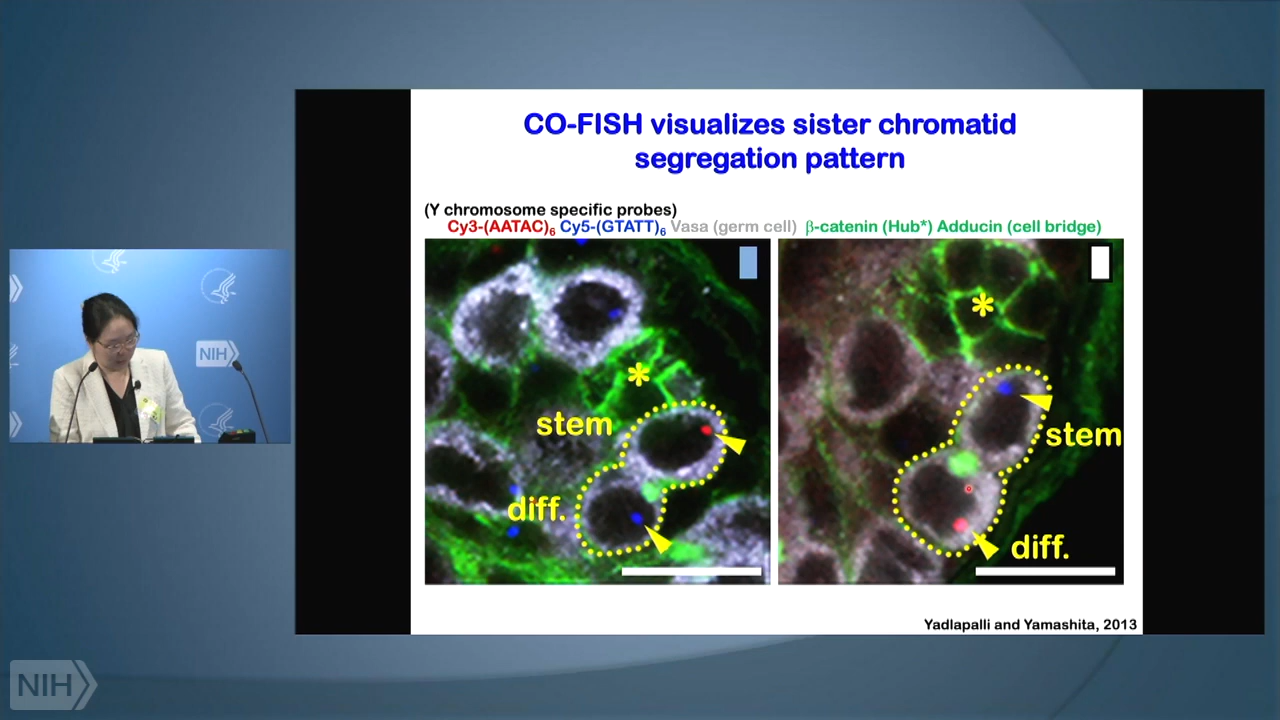 CO-FISH visualizes sister chromatid
segregation pattern
(Y chromosome specific probes)
Cy3-(AATAC)6 Cy5-(GTATT)6 Vasa (germ cell) β-catenin (Hub*) Adducin (cell bridge)
*
*
stem
stem
diff.
diff.
Yadlapalli and Yamashita, 2013
NIH
NIH